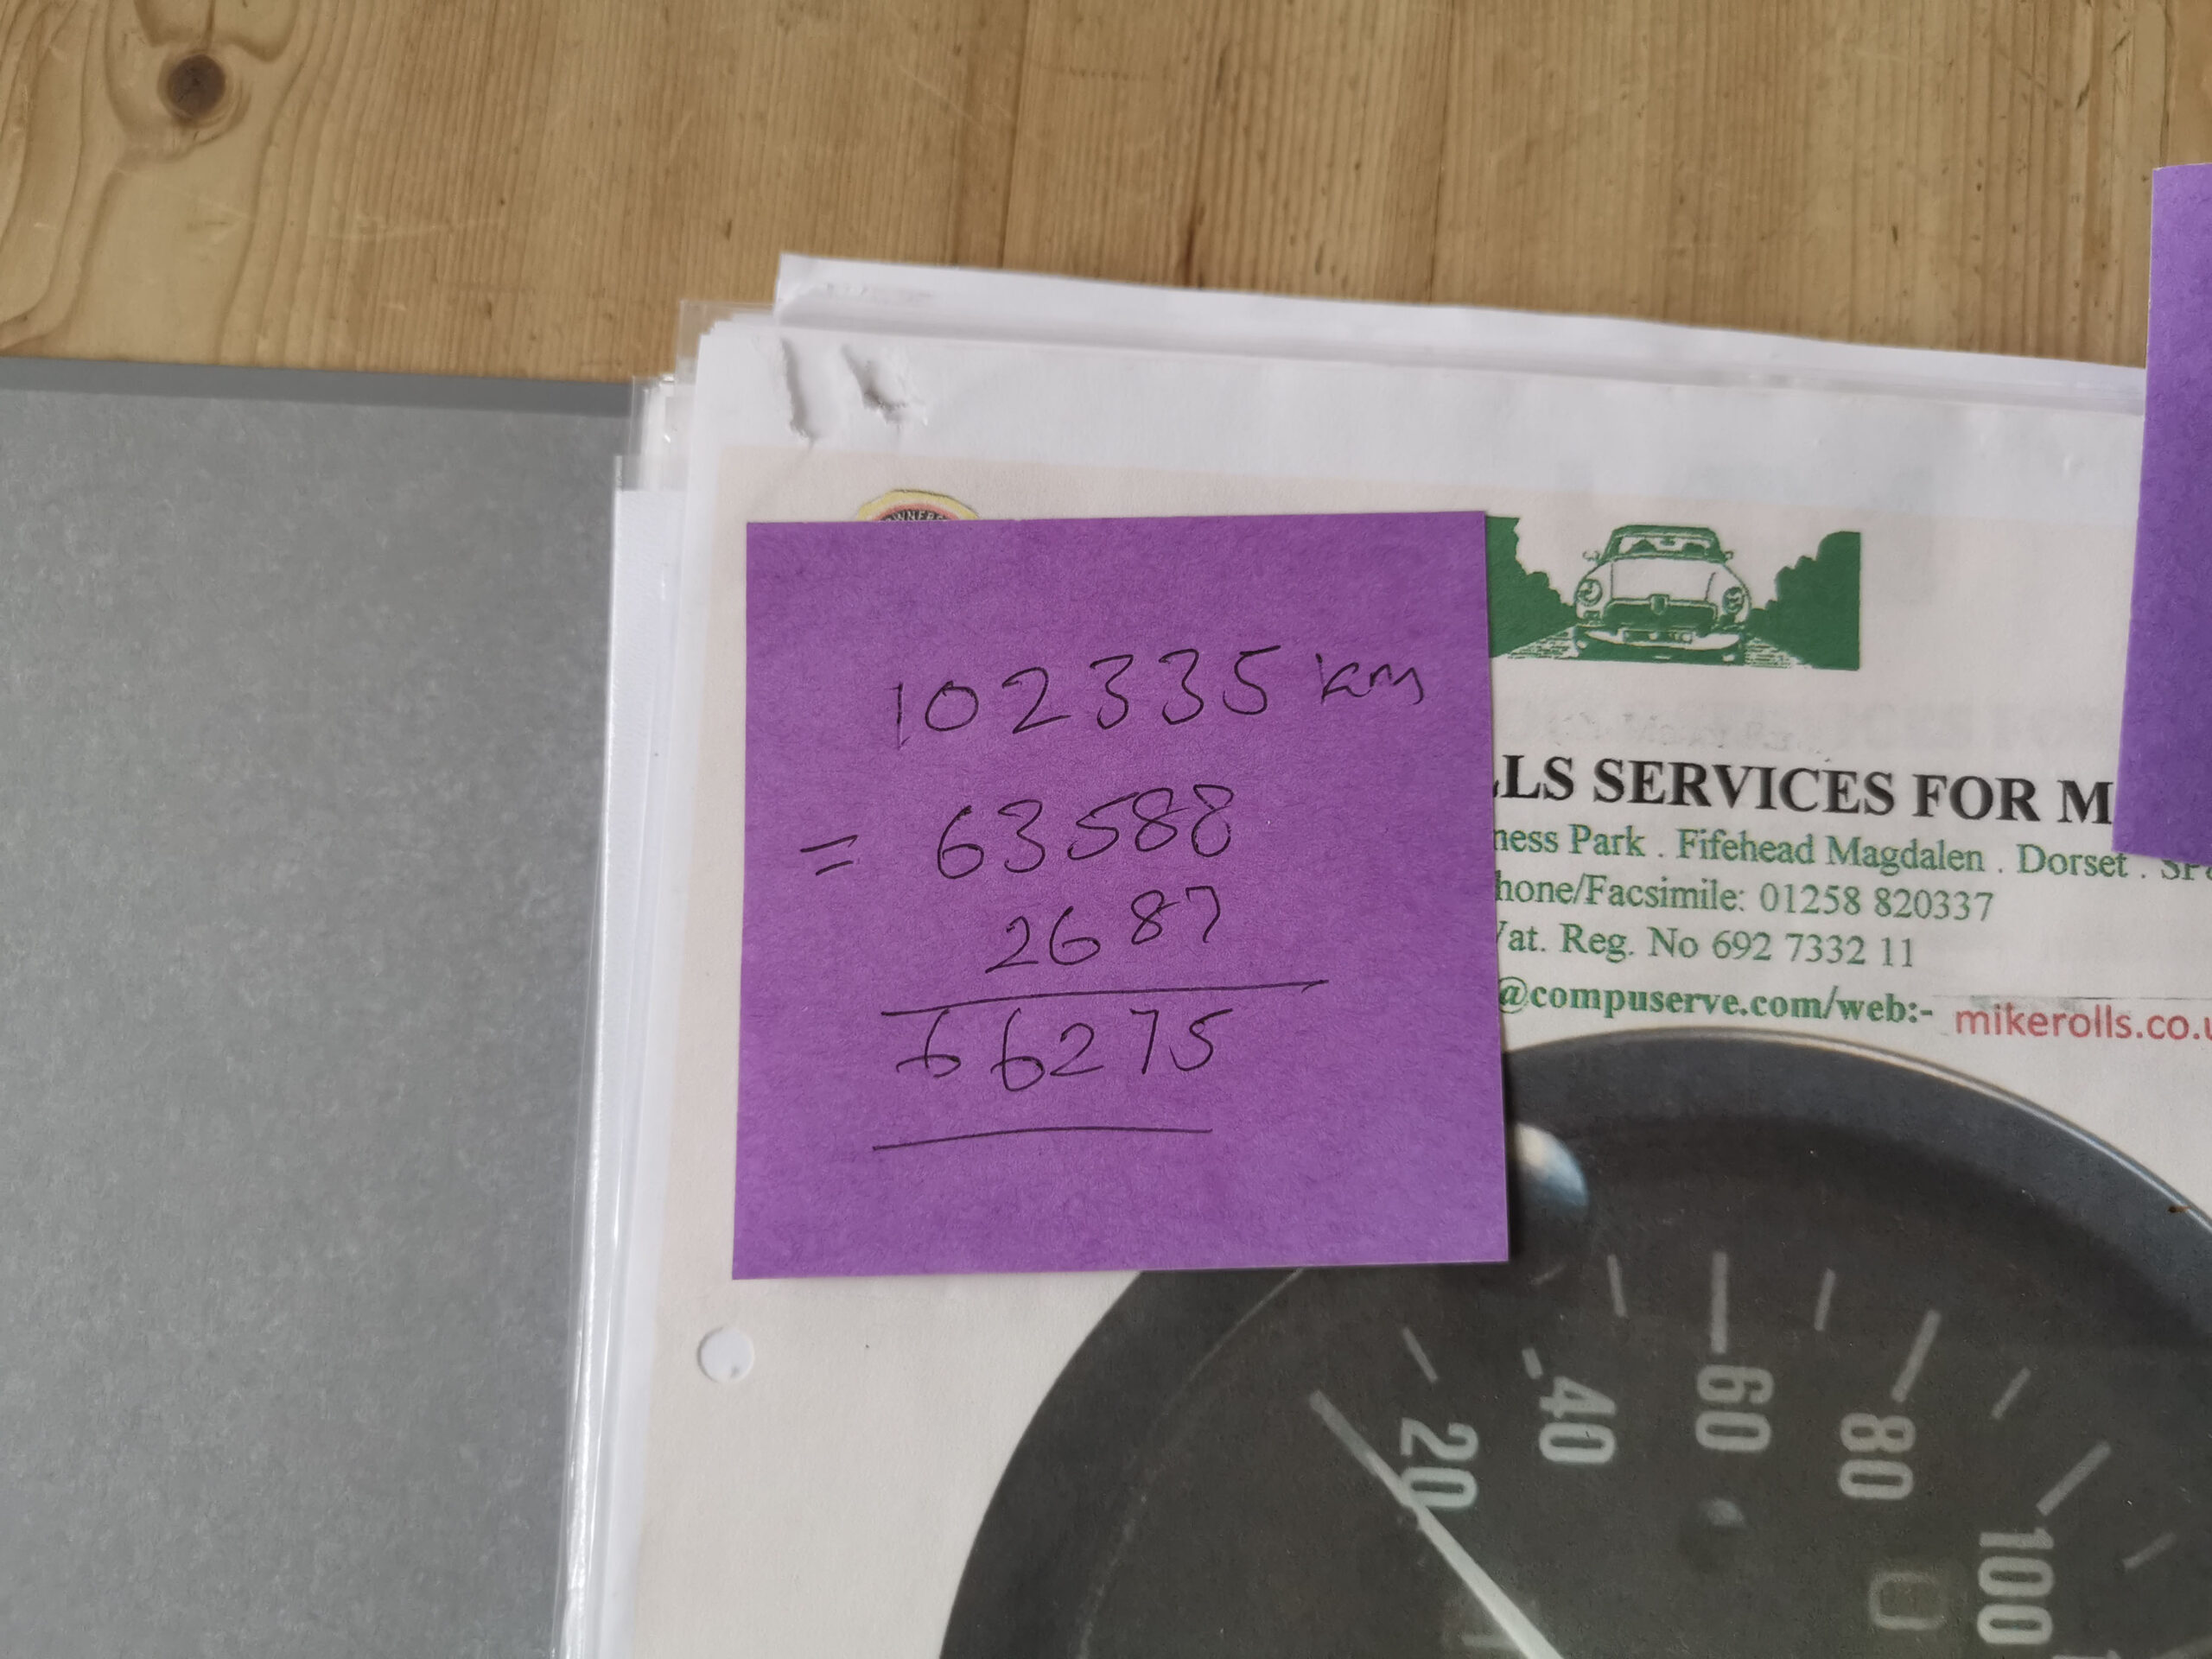 OWNERS
102335 km
= 63588
2687
66275
LLS SERVICES FOR M
ness Park . Fifehead Magdalen . Dorset .
hone/Facsimile: 01258 820337
Vat. Reg. No 692 7332 11
@compuserve.com/web:- mikerolls.co.u
20
40
60
80
100